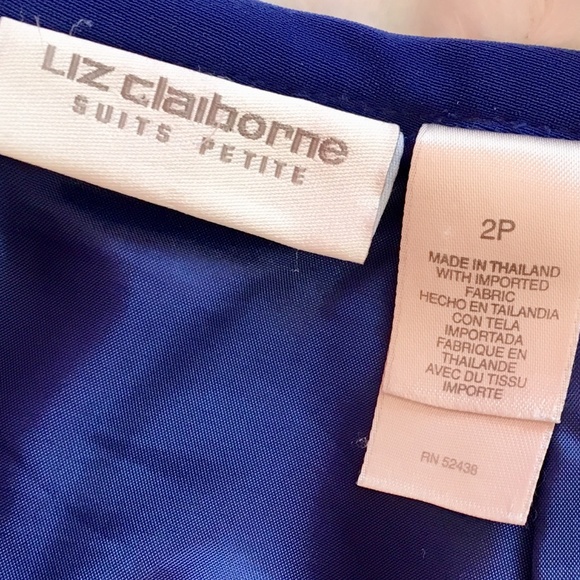 Liz claiborne
SUITS PETITE
2P
MADE IN THAILAND
WITH IMPORTED
FABRIC
HECHO EN TAILANDIA
CON TELA
IMPORTADA
FABRIQUE EN
THAILANDE
AVEC DU TISSU
IMPORTE
RN 52438